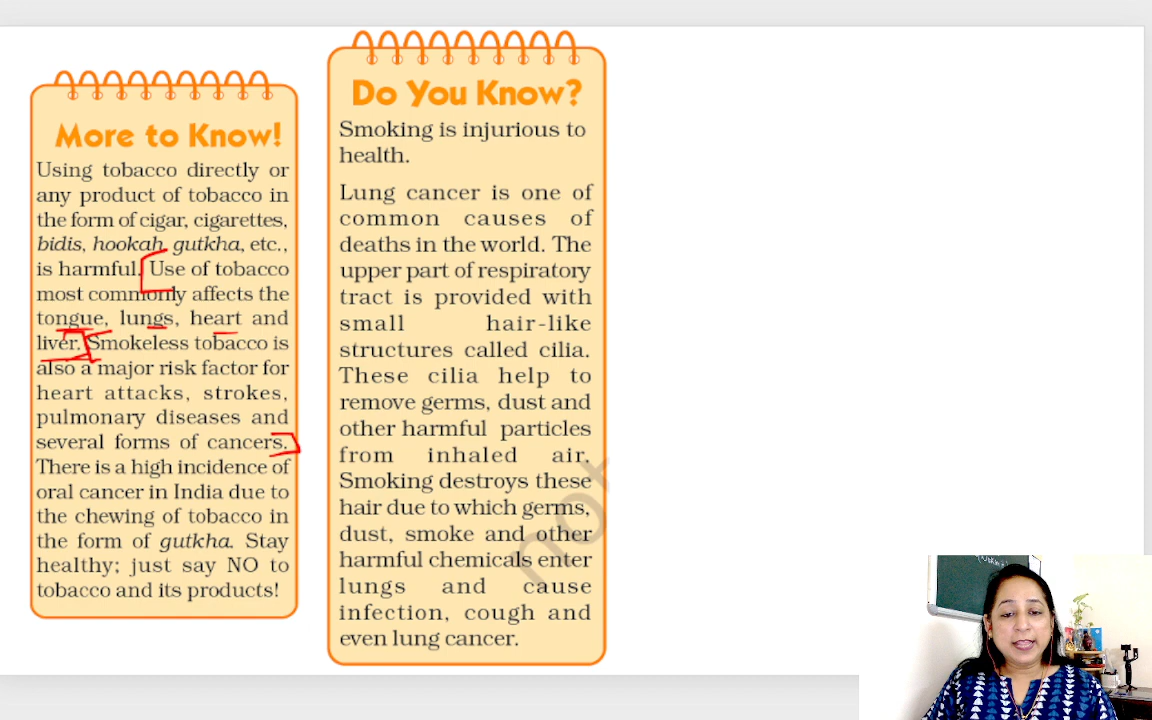 More to Know!
Using tobacco directly or
any product of tobacco in
the form of cigar, cigarettes,
bidis, hookah, gutkha, etc.,
is harmful. Use of tobacco
most commonly affects the
tongue, lungs, heart and
liver. Smokeless tobacco is
also a major risk factor for
heart attacks, strokes,
pulmonary diseases and
several forms of cancers.
There is a high incidence of
oral cancer in India due to
the chewing of tobacco in
the form of gutkha. Stay
healthy; just say NO to
tobacco and its products!
Do You Know?
Smoking is injurious to
health.
Lung cancer is one of
common causes of
deaths in the world. The
upper part of respiratory
tract is provided with
small hair-like
structures called cilia.
These cilia help to
remove germs, dust and
other harmful particles
from inhaled air.
Smoking destroys these
hair due to which germs,
dust, smoke and other
harmful chemicals enter
lungs and cause
infection, cough and
even lung cancer.
not